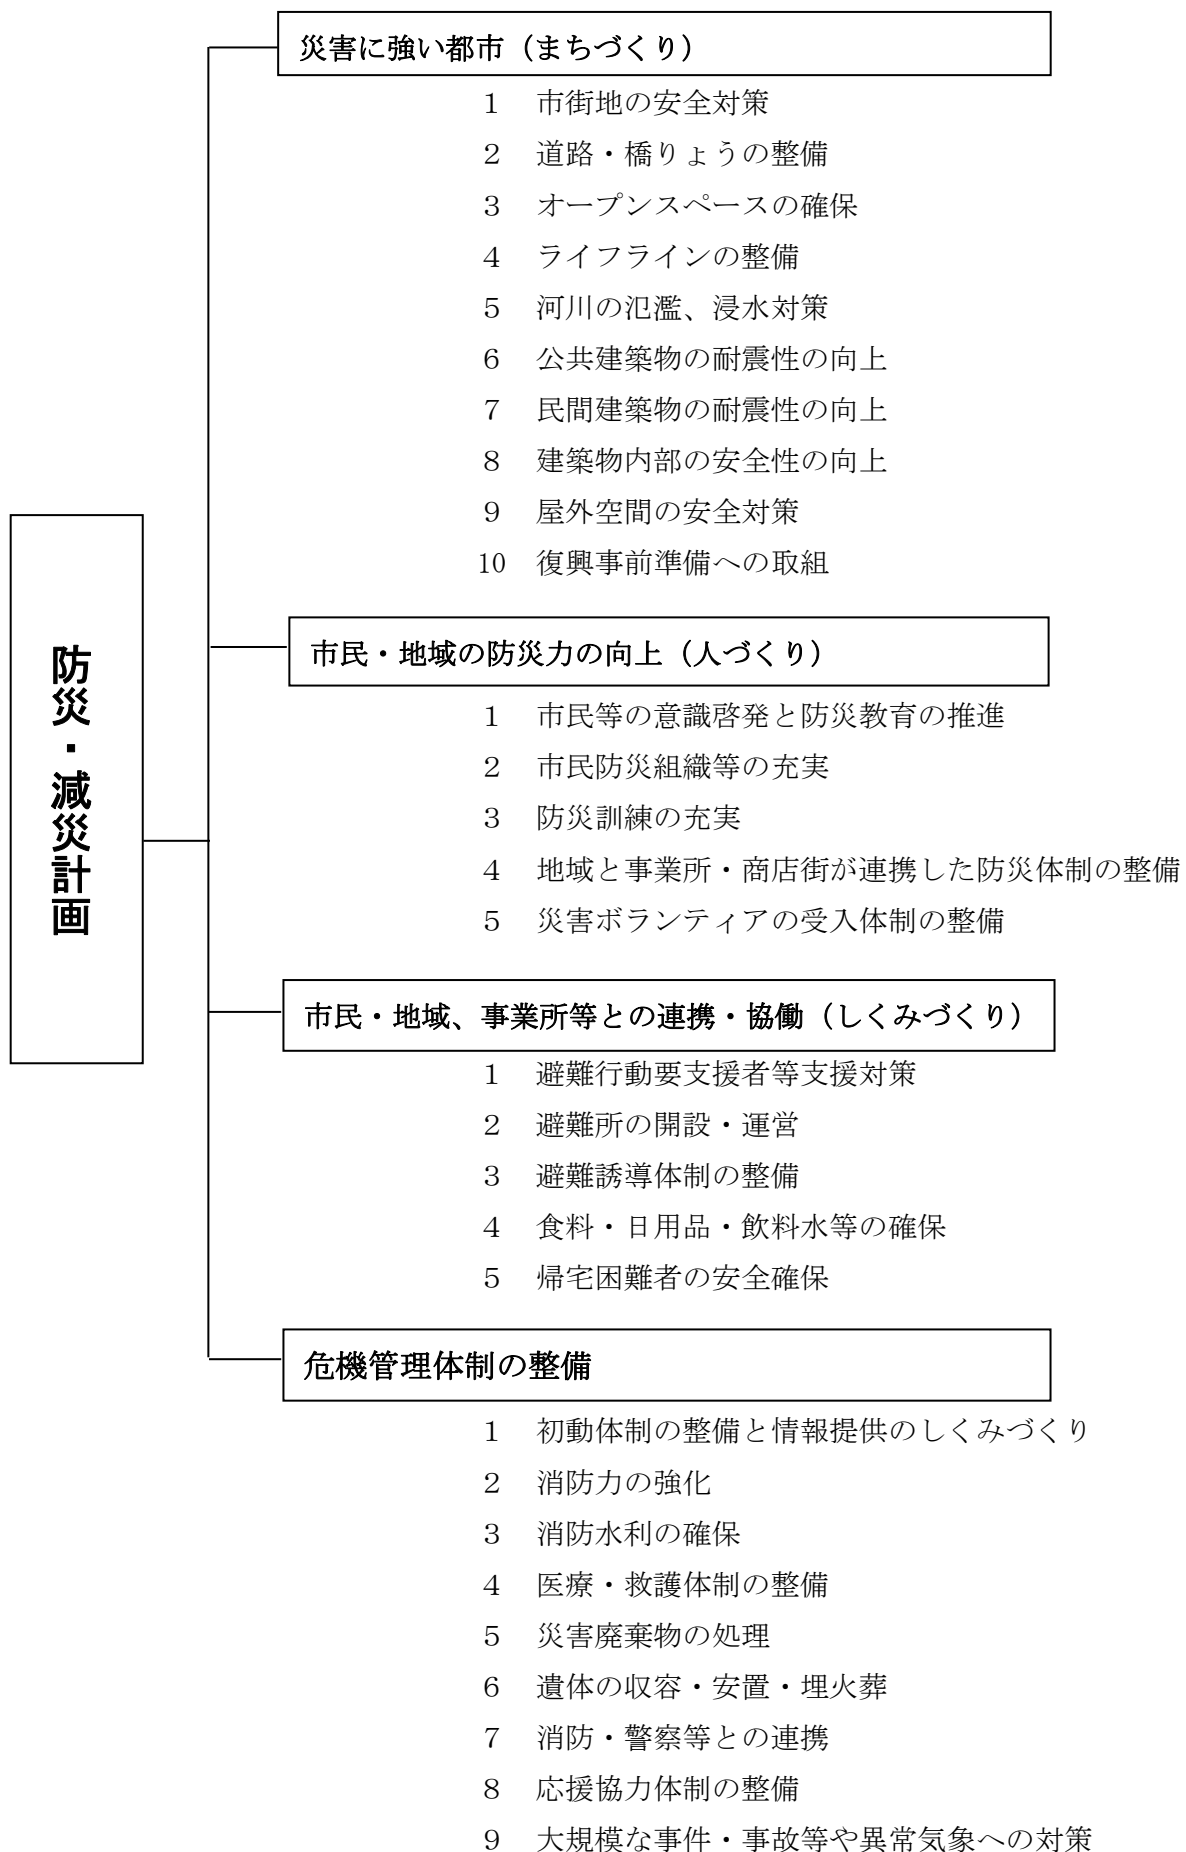 防災・減災計画
災害に強い都市（まちづくり）
１　市街地の安全対策
２　道路・橋りょうの整備
３　オープンスペースの確保
４　ライフラインの整備
５　河川の氾濫、浸水対策
６　公共建築物の耐震性の向上
７　民間建築物の耐震性の向上
８　建築物内部の安全性の向上
９　屋外空間の安全対策
10　復興事前準備への取組
市民・地域の防災力の向上（人づくり）
１　市民等の意識啓発と防災教育の推進
２　市民防災組織等の充実
３　防災訓練の充実
４　地域と事業所・商店街が連携した防災体制の整備
５　災害ボランティアの受入体制の整備
市民・地域、事業所等との連携・協働（しくみづくり）
１　避難行動要支援者等支援対策
２　避難所の開設・運営
３　避難誘導体制の整備
４　食料・日用品・飲料水等の確保
５　帰宅困難者の安全確保
危機管理体制の整備
１　初動体制の整備と情報提供のしくみづくり
２　消防力の強化
３　消防水利の確保
４　医療・救護体制の整備
５　災害廃棄物の処理
６　遺体の収容・安置・埋火葬
７　消防・警察等との連携
８　応援協力体制の整備
９　大規模な事件・事故等や異常気象への対策